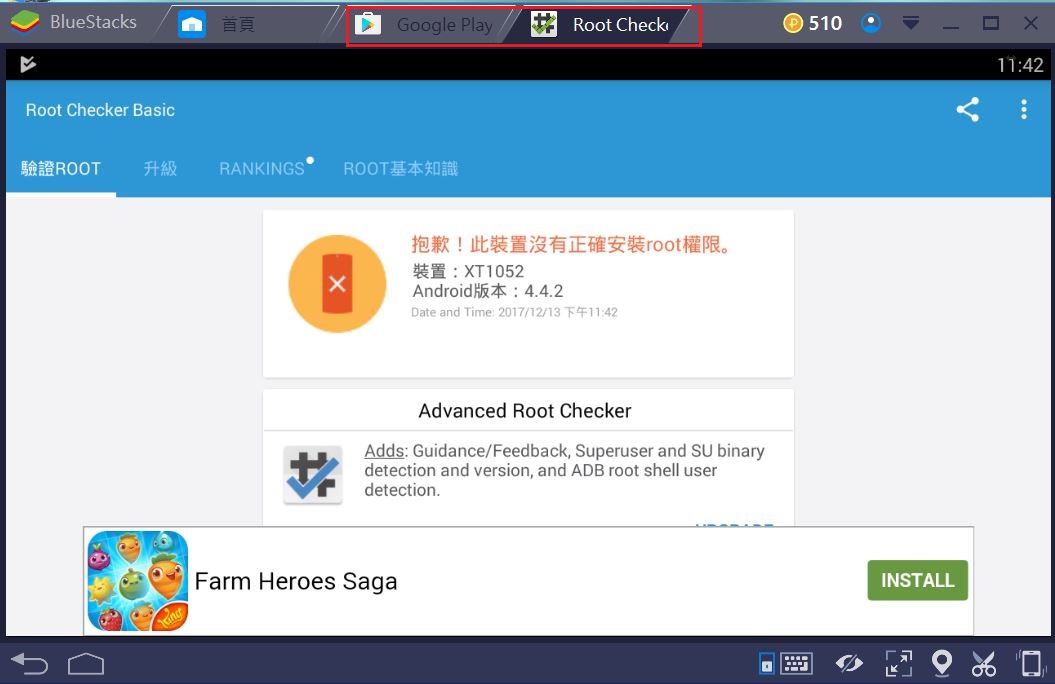 BlueStacks
首頁
Google Play
Root Check
510
11:42
Root Checker Basic
驗證ROOT
升級
RANKINGS
ROOT基本知識
抱歉！此裝置沒有正確安裝root權限。
裝置：XT1052
Android版本：4.4.2
Date and Time: 2017/12/13 下午11:42
Advanced Root Checker
Adds: Guidance/Feedback, Superuser and SU binary
detection and version, and ADB root shell user
detection.
UPGRADE
Farm Heroes Saga
INSTALL
King